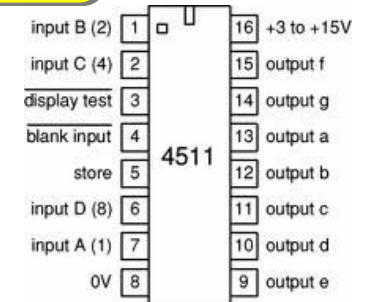 input B (2) 1 16 +3 to +15V
input C (4) 2 15 output f
display test 3 14 output g
blank input 4 13 output a
4511
store 5 12 output b
input D (8) 6 11 output c
input A (1) 7 10 output d
0V 8 9 output e